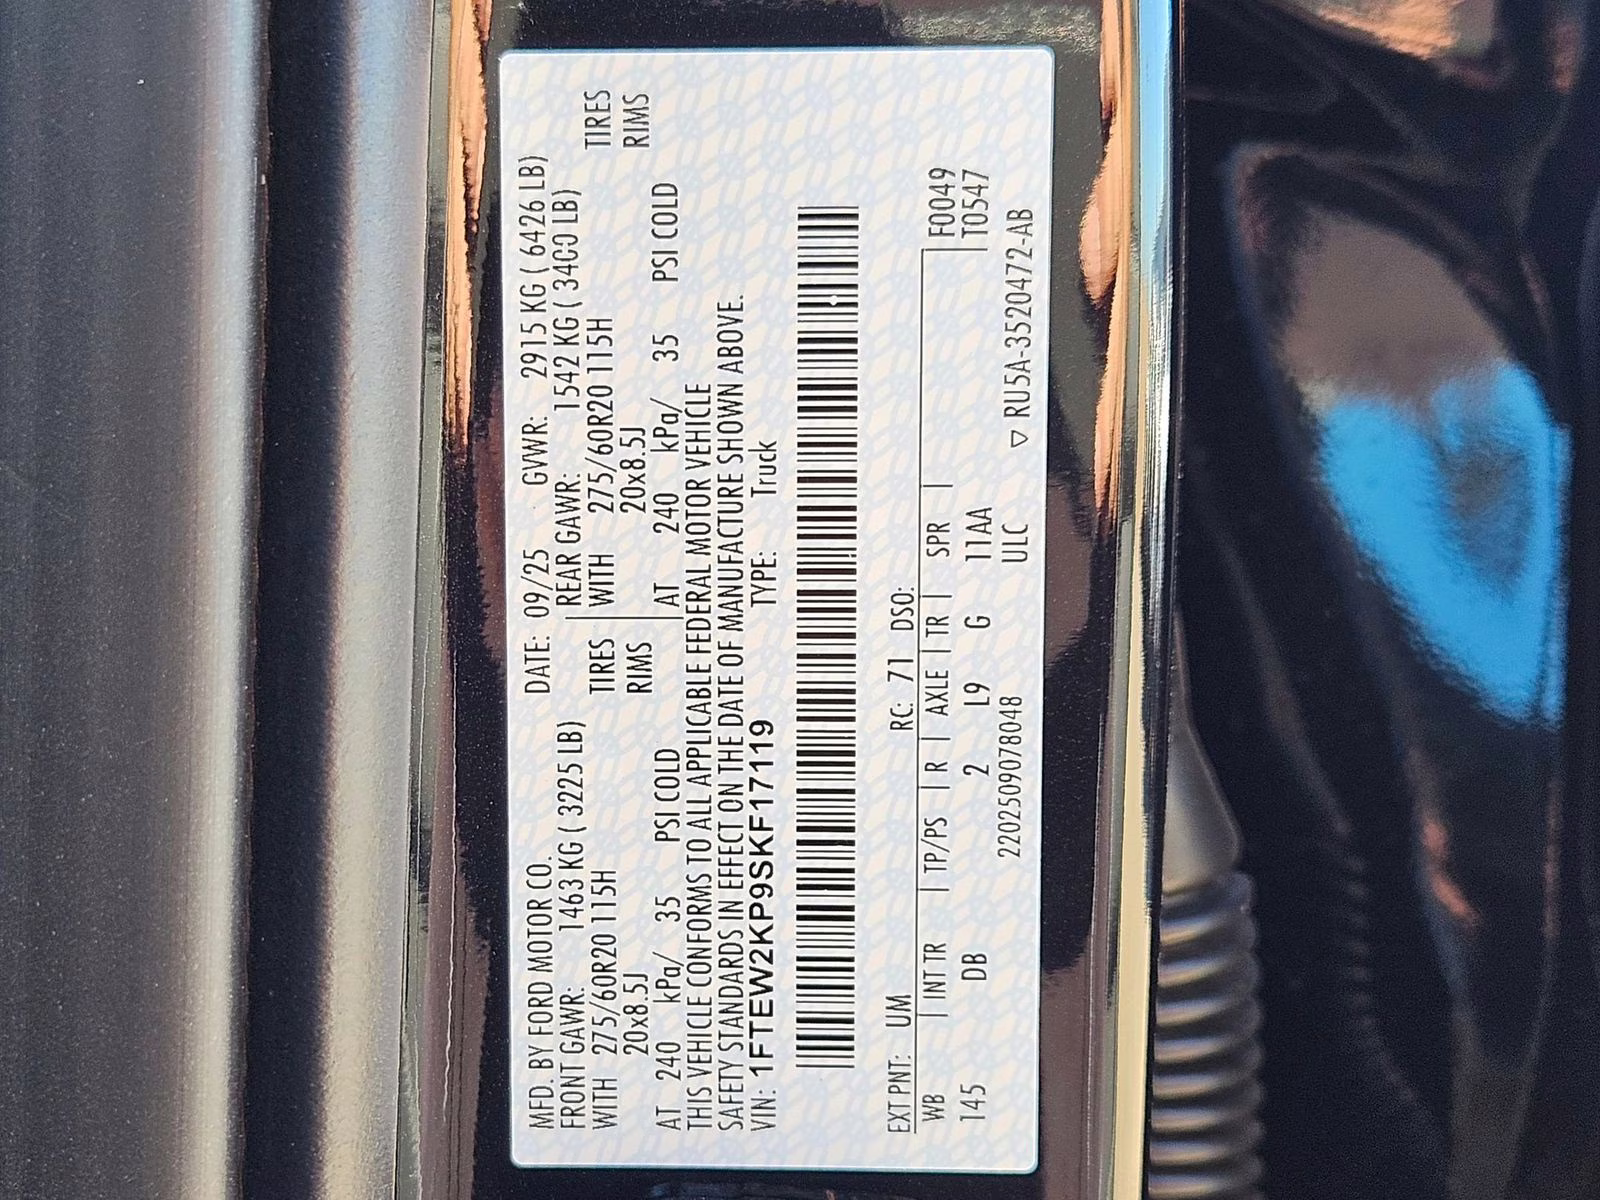 MFD. BY FORD MOTOR CO. DATE: 09/25 GVWR: 2915 KG ( 6426 LB)
FRONT GAWR: 1463 KG ( 3225 LB) REAR GAWR: 1542 KG ( 3400 LB)
WITH 275/60R20 115H TIRES WITH 275/60R20 115H TIRES
20x8.5J RIMS 20x8.5J RIMS
AT 240 kPa/ 35 PSI COLD AT 240 kPa/ 35 PSI COLD
THIS VEHICLE CONFORMS TO ALL APPLICABLE FEDERAL MOTOR VEHICLE
SAFETY STANDARDS IN EFFECT ON THE DATE OF MANUFACTURE SHOWN ABOVE.
VIN: 1FTEW2KP9SKF17119 TYPE: Truck
EXT PNT: UM RC: 71 DSO:
WB | INT TR | TP/PS | R | AXLE | TR | SPR | F0049
145 DB 2 L9 G 11AA T0547
2202509078048 ULC ▽ RU5A-3520472-AB